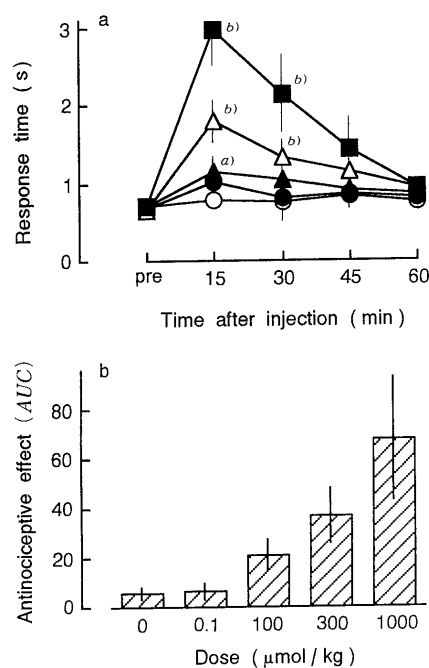 a
3
2
1
0
Response time (s)
b)
b)
b)
b)
a)
pre 15 30 45 60
Time after injection (min)
b
80
60
40
20
0
Antinociceptive effect (AUC)
0 0.1 100 300 1000
Dose (μmol/kg)